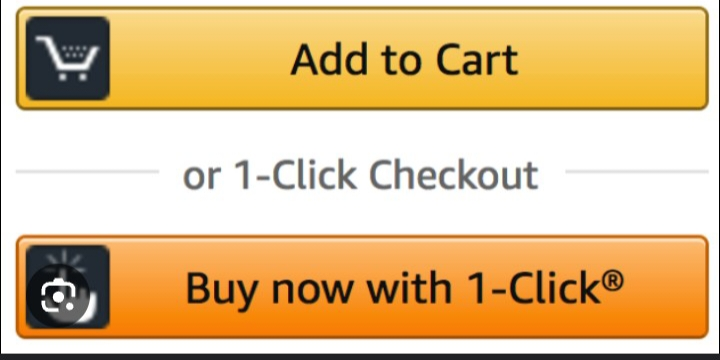 Add to Cart
or 1-Click Checkout
Buy now with 1-Click®